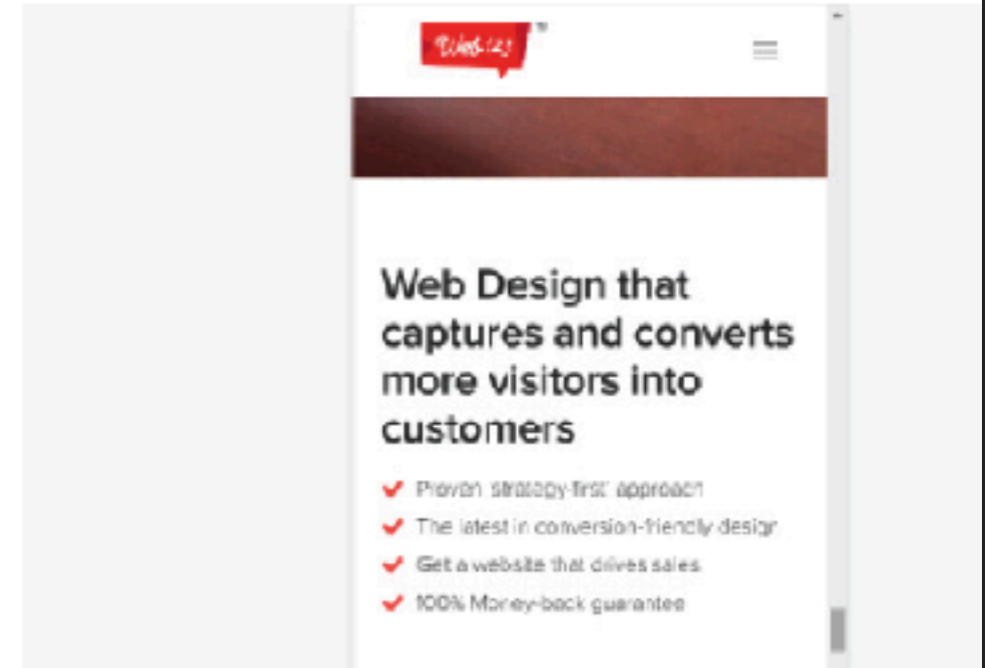 Web123
Web Design that
captures and converts
more visitors into
customers
Proven 'strategy-first' approach
The latest in conversion-friendly design
Get a website that drives sales
100% Money-back guarantee